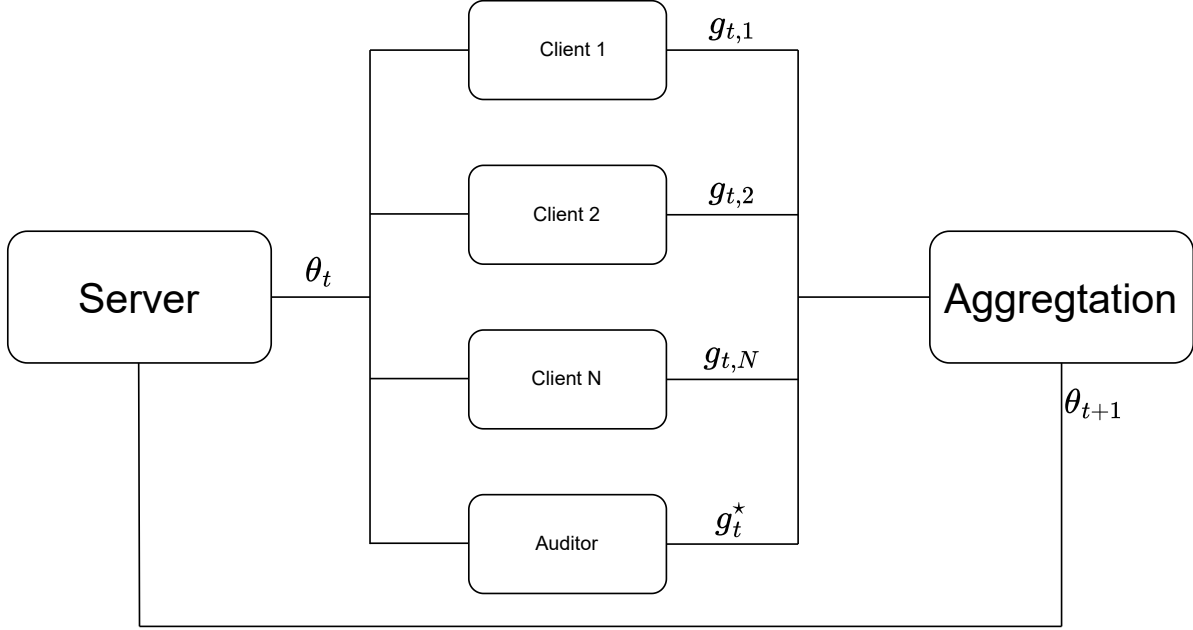 Client 1
g_{t,1}
Client 2
g_{t,2}
Server
θ_t
Aggregtation
Client N
g_{t,N}
θ_{t+1}
Auditor
g_t^⋆